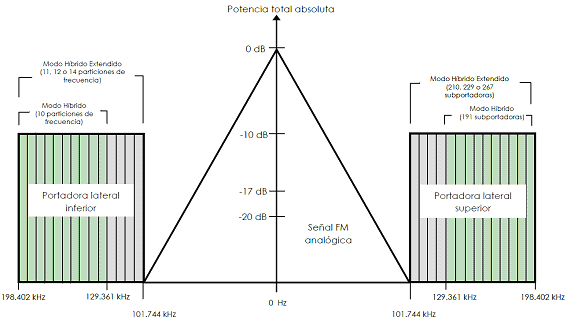 Potencia total absoluta
0 dB
Modo Híbrido Extendido
(11, 12 o 14 particiones de
frecuencia)
Modo Híbrido
(10 particiones de
frecuencia)
Modo Híbrido Extendido
(210, 229 o 267
subportadoras)
Modo Híbrido
(191 subportadoras)
-10 dB
-17 dB
-20 dB
Portadora lateral
inferior
Señal FM
analógica
Portadora lateral
superior
198.402 kHz
129.361 kHz
101.744 kHz
0 Hz
101.744 kHz
129.361 kHz
198.402 kHz